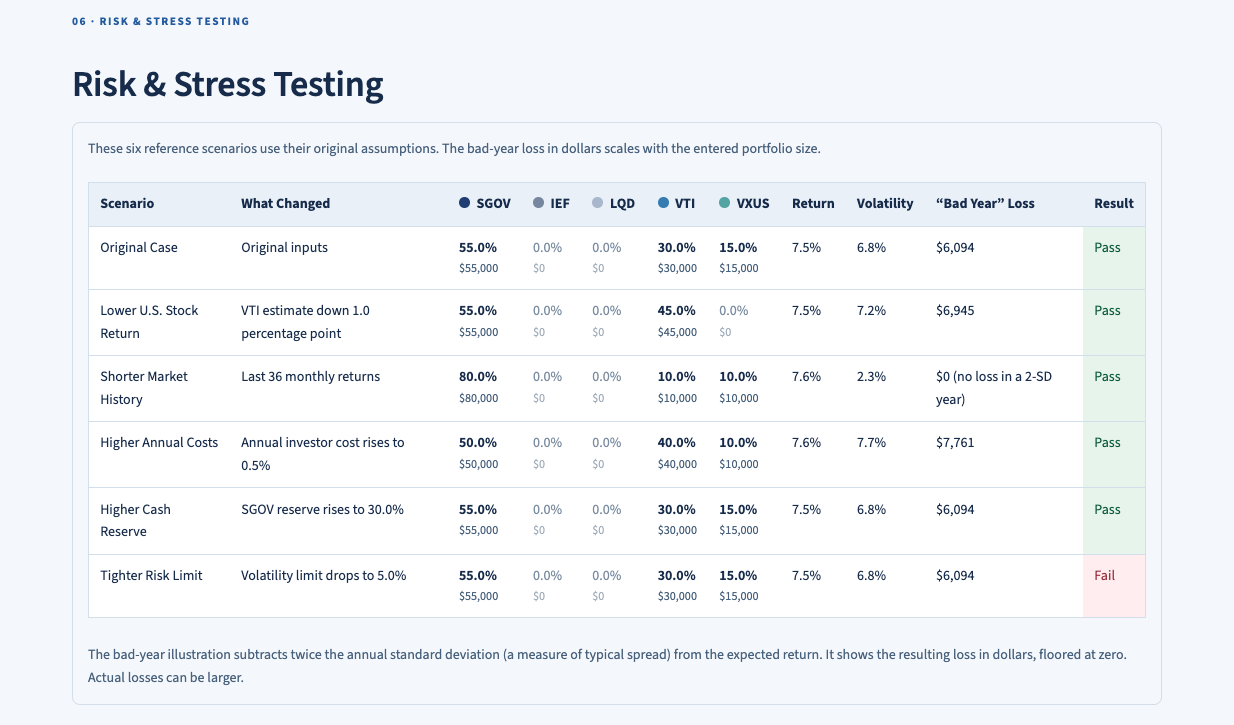 06 · RISK & STRESS TESTING
Risk & Stress Testing
These six reference scenarios use their original assumptions. The bad-year loss in dollars scales with the entered portfolio size.
Scenario What Changed SGOV IEF LQD VTI VXUS Return Volatility “Bad Year” Loss Result
Original Case Original inputs 55.0% 0.0% 0.0% 30.0% 15.0% 7.5% 6.8% $6,094 Pass
$55,000 $0 $0 $30,000 $15,000
Lower U.S. Stock VTI estimate down 1.0 55.0% 0.0% 0.0% 45.0% 0.0% 7.5% 7.2% $6,945 Pass
Return percentage point $55,000 $0 $0 $45,000 $0
Shorter Market Last 36 monthly returns 80.0% 0.0% 0.0% 10.0% 10.0% 7.6% 2.3% $0 (no loss in a 2-SD Pass
History $80,000 $0 $0 $10,000 $10,000 year)
Higher Annual Costs Annual investor cost rises to 50.0% 0.0% 0.0% 40.0% 10.0% 7.6% 7.7% $7,761 Pass
0.5% $50,000 $0 $0 $40,000 $10,000
Higher Cash SGOV reserve rises to 30.0% 55.0% 0.0% 0.0% 30.0% 15.0% 7.5% 6.8% $6,094 Pass
Reserve $55,000 $0 $0 $30,000 $15,000
Tighter Risk Limit Volatility limit drops to 5.0% 55.0% 0.0% 0.0% 30.0% 15.0% 7.5% 6.8% $6,094 Fail
$55,000 $0 $0 $30,000 $15,000
The bad-year illustration subtracts twice the annual standard deviation (a measure of typical spread) from the expected return. It shows the resulting loss in dollars, floored at zero.
Actual losses can be larger.